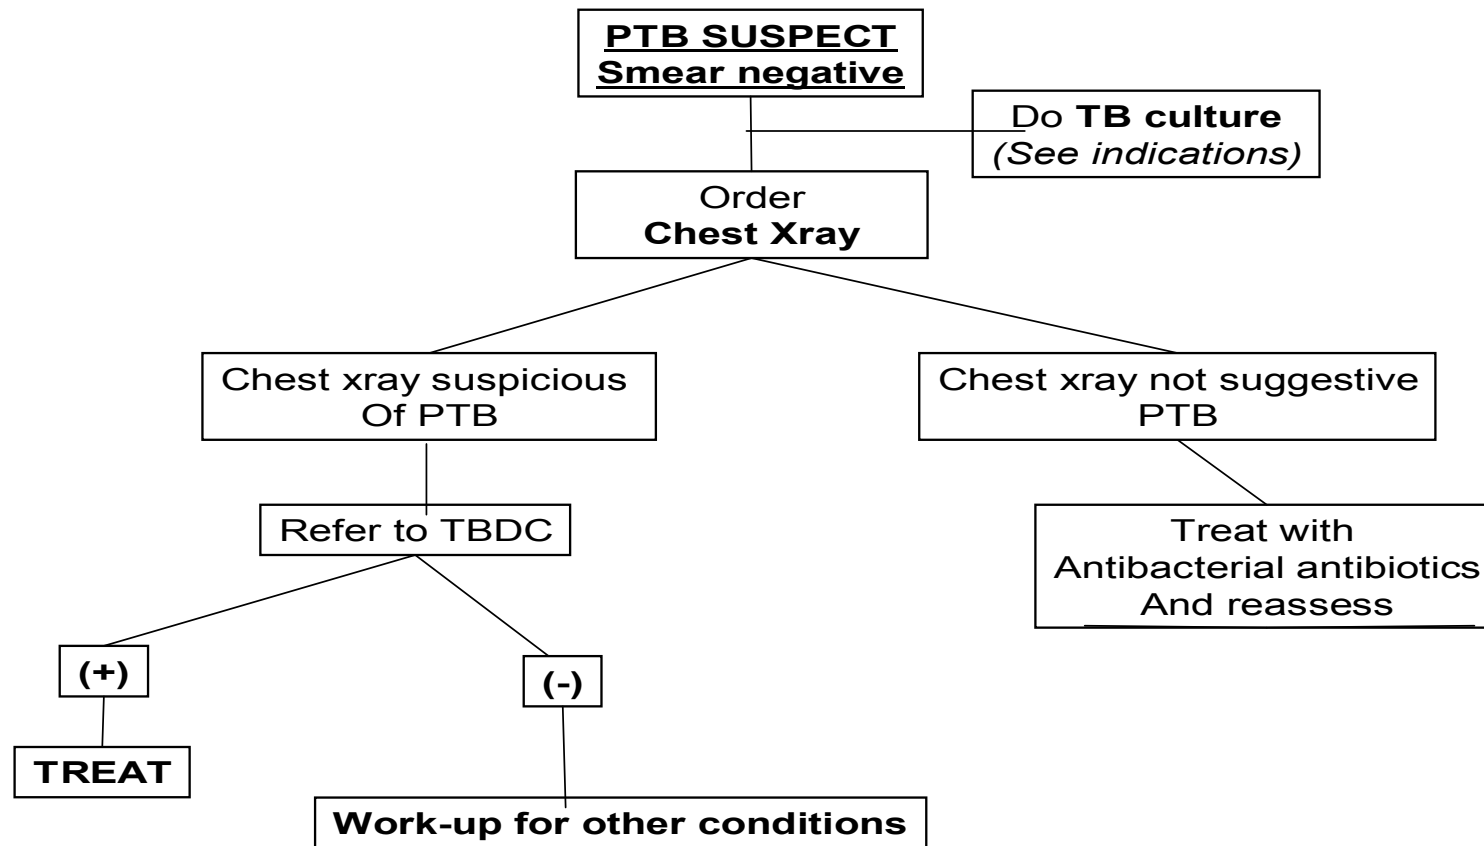 PTB SUSPECT
Smear negative
Do TB culture
(See indications)
Order
Chest Xray
Chest xray suspicious
Of PTB
Chest xray not suggestive
PTB
Refer to TBDC
Treat with
Antibacterial antibiotics
And reassess
(+)
(-)
TREAT
Work-up for other conditions